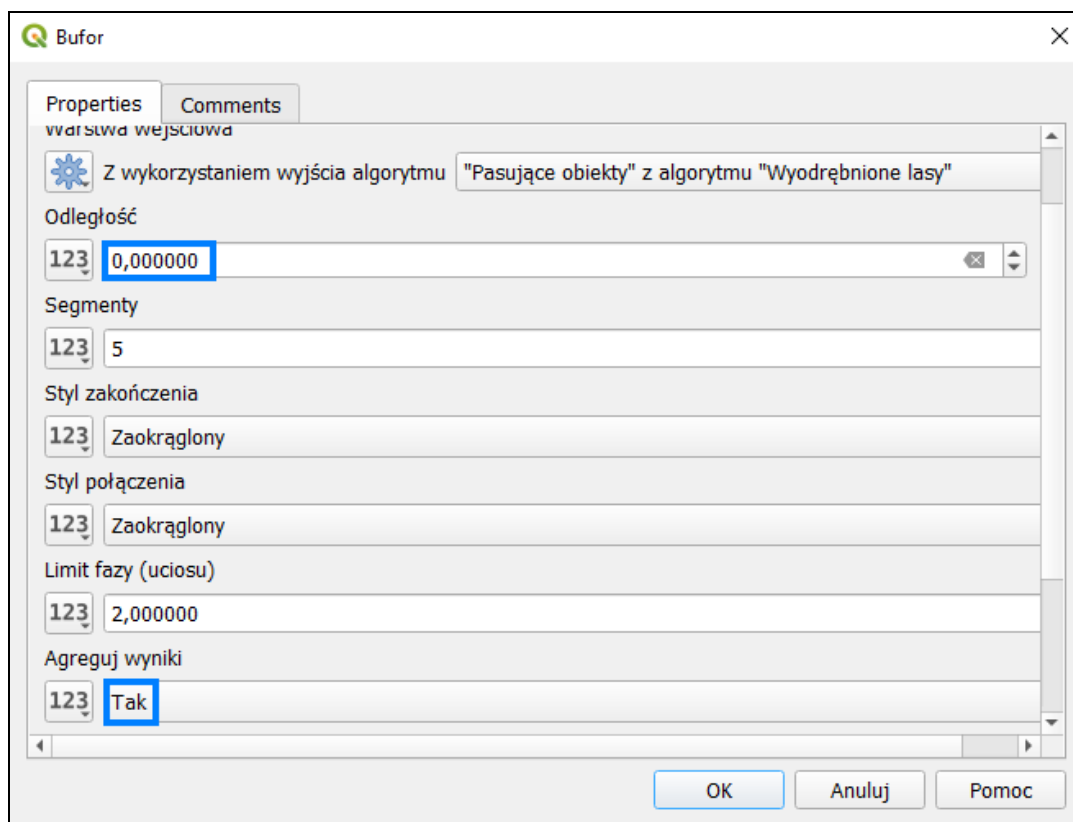 Bufor
Properties Comments
Warstwa wejściowa
Z wykorzystaniem wyjścia algorytmu "Pasujące obiekty" z algorytmu "Wyodrębnione lasy"
Odległość
123 0,000000
Segmenty
123 5
Styl zakończenia
123 Zaokrąglony
Styl połączenia
123 Zaokrąglony
Limit fazy (uciosu)
123 2,000000
Agreguj wyniki
123 Tak
OK Anuluj Pomoc